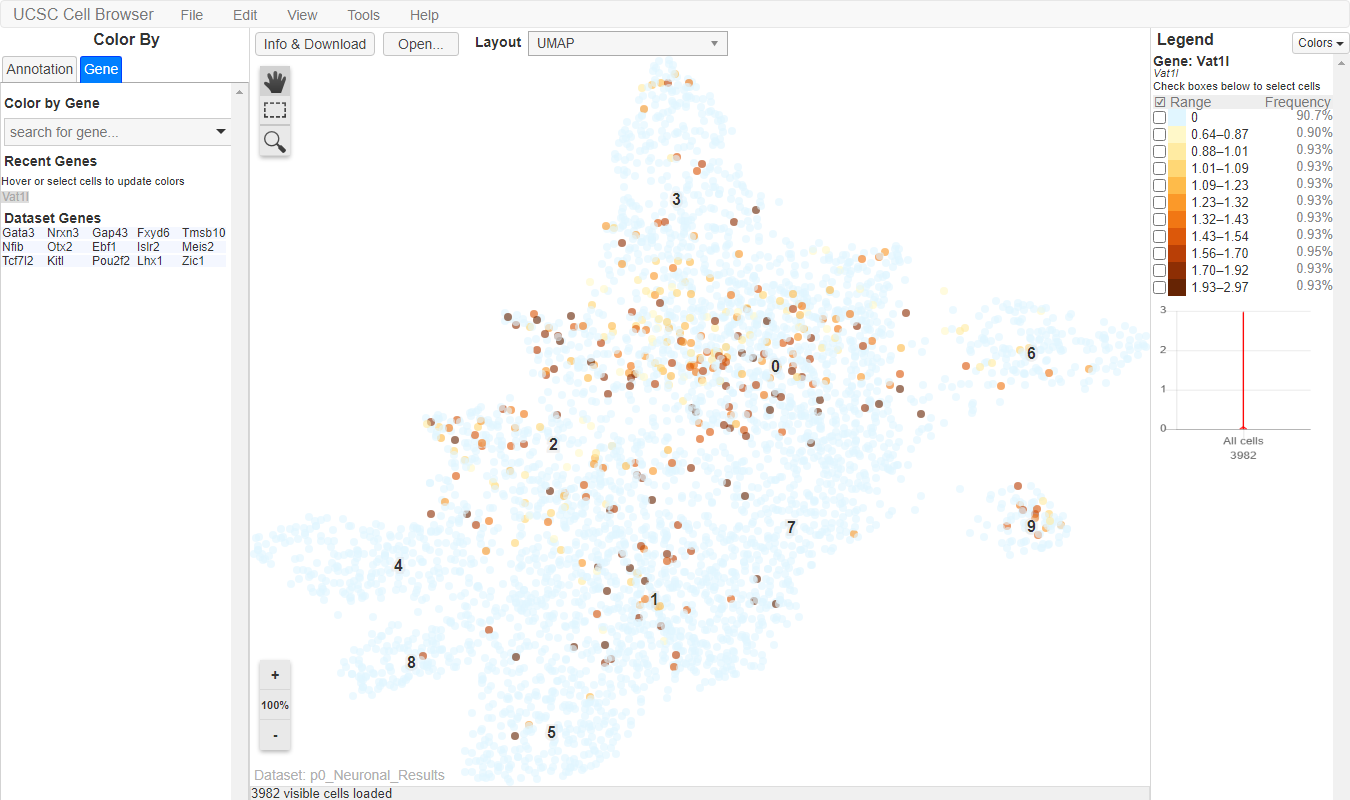 UCSC Cell Browser File Edit View Tools Help
Color By
Annotation Gene
Color by Gene
search for gene...
Recent Genes
Hover or select cells to update colors
Vat1l
Dataset Genes
Gata3 Nrxn3 Gap43 Fxyd6 Tmsb10
Nfib Otx2 Ebf1 Islr2 Meis2
Tcf7l2 Kitl Pou2f2 Lhx1 Zic1
Info & Download Open... Layout UMAP
3
0
6
2
9
7
4
1
8
5
+
100%
-
Dataset: p0_Neuronal_Results
3982 visible cells loaded
Legend Colors
Gene: Vat1l
Vat1l
Check boxes below to select cells
Range Frequency
0 90.7%
0.64–0.87 0.90%
0.88–1.01 0.93%
1.01–1.09 0.93%
1.09–1.23 0.93%
1.23–1.32 0.93%
1.32–1.43 0.93%
1.43–1.54 0.93%
1.56–1.70 0.95%
1.70–1.92 0.93%
1.93–2.97 0.93%
3
2
1
0
All cells
3982